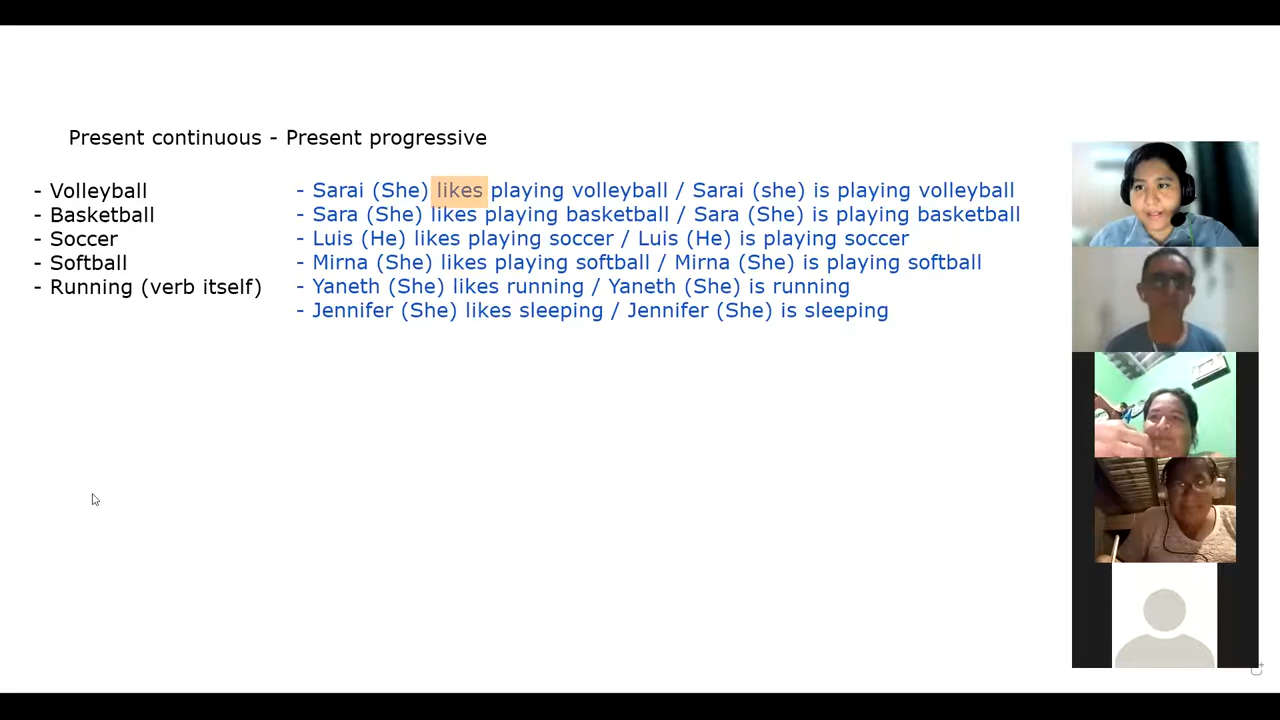 Present continuous - Present progressive
- Volleyball
- Basketball
- Soccer
- Softball
- Running (verb itself)
- Sarai (She) likes playing volleyball / Sarai (she) is playing volleyball
- Sara (She) likes playing basketball / Sara (She) is playing basketball
- Luis (He) likes playing soccer / Luis (He) is playing soccer
- Mirna (She) likes playing softball / Mirna (She) is playing softball
- Yaneth (She) likes running / Yaneth (She) is running
- Jennifer (She) likes sleeping / Jennifer (She) is sleeping